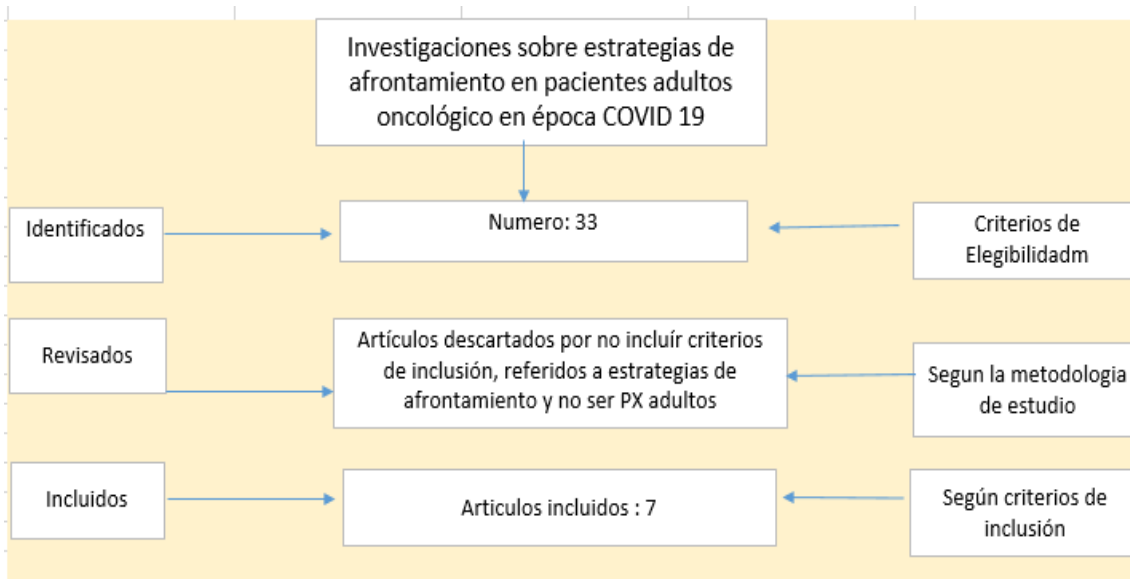 Investigaciones sobre estrategias de
afrontamiento en pacientes adultos
oncológico en época COVID 19
Identificados
Numero: 33
Criterios de
Elegibilidadm
Revisados
Artículos descartados por no incluír criterios
de inclusión, referidos a estrategias de
afrontamiento y no ser PX adultos
Segun la metodologia
de estudio
Incluidos
Articulos incluidos : 7
Según criterios de
inclusión